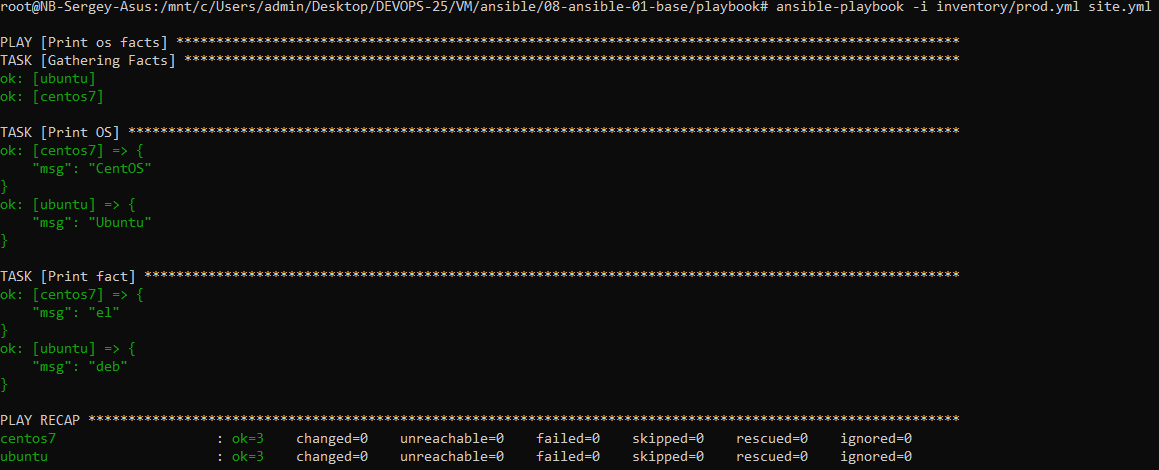 root@NB-Sergey-Asus:/mnt/c/Users/admin/Desktop/DEVOPS-25/VM/ansible/08-ansible-01-base/playbook# ansible-playbook -i inventory/prod.yml site.yml
PLAY [Print os facts] **************************************************************************************************
TASK [Gathering Facts] *************************************************************************************************
ok: [ubuntu]
ok: [centos7]
TASK [Print OS] ********************************************************************************************************
ok: [centos7] => {
    "msg": "CentOS"
}
ok: [ubuntu] => {
    "msg": "Ubuntu"
}
TASK [Print fact] ******************************************************************************************************
ok: [centos7] => {
    "msg": "el"
}
ok: [ubuntu] => {
    "msg": "deb"
}
PLAY RECAP *************************************************************************************************************
centos7                    : ok=3    changed=0    unreachable=0    failed=0    skipped=0    rescued=0    ignored=0
ubuntu                     : ok=3    changed=0    unreachable=0    failed=0    skipped=0    rescued=0    ignored=0